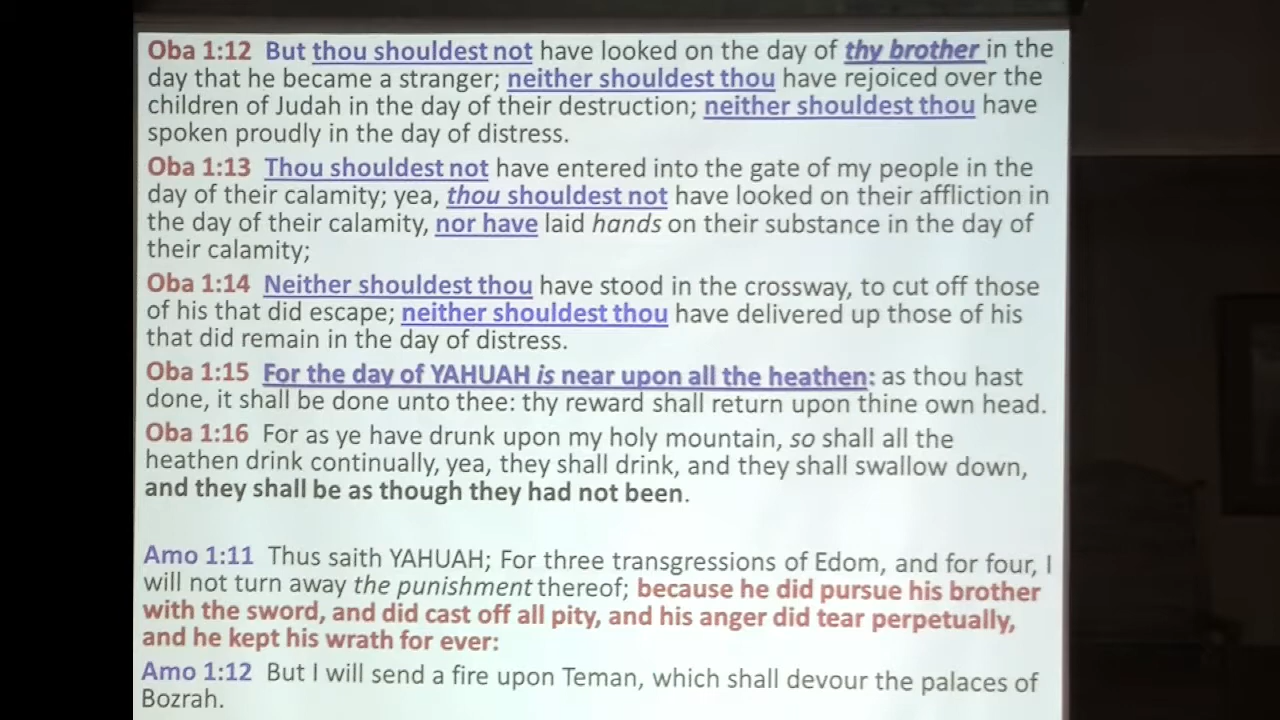 Oba 1:12 But thou shouldest not have looked on the day of thy brother in the
day that he became a stranger; neither shouldest thou have rejoiced over the
children of Judah in the day of their destruction; neither shouldest thou have
spoken proudly in the day of distress.
Oba 1:13 Thou shouldest not have entered into the gate of my people in the
day of their calamity; yea, thou shouldest not have looked on their affliction in
the day of their calamity, nor have laid hands on their substance in the day of
their calamity;
Oba 1:14 Neither shouldest thou have stood in the crossway, to cut off those
of his that did escape; neither shouldest thou have delivered up those of his
that did remain in the day of distress.
Oba 1:15 For the day of YAHUAH is near upon all the heathen: as thou hast
done, it shall be done unto thee: thy reward shall return upon thine own head.
Oba 1:16 For as ye have drunk upon my holy mountain, so shall all the
heathen drink continually, yea, they shall drink, and they shall swallow down,
and they shall be as though they had not been.
Amo 1:11 Thus saith YAHUAH; For three transgressions of Edom, and for four, I
will not turn away the punishment thereof; because he did pursue his brother
with the sword, and did cast off all pity, and his anger did tear perpetually,
and he kept his wrath for ever:
Amo 1:12 But I will send a fire upon Teman, which shall devour the palaces of
Bozrah.